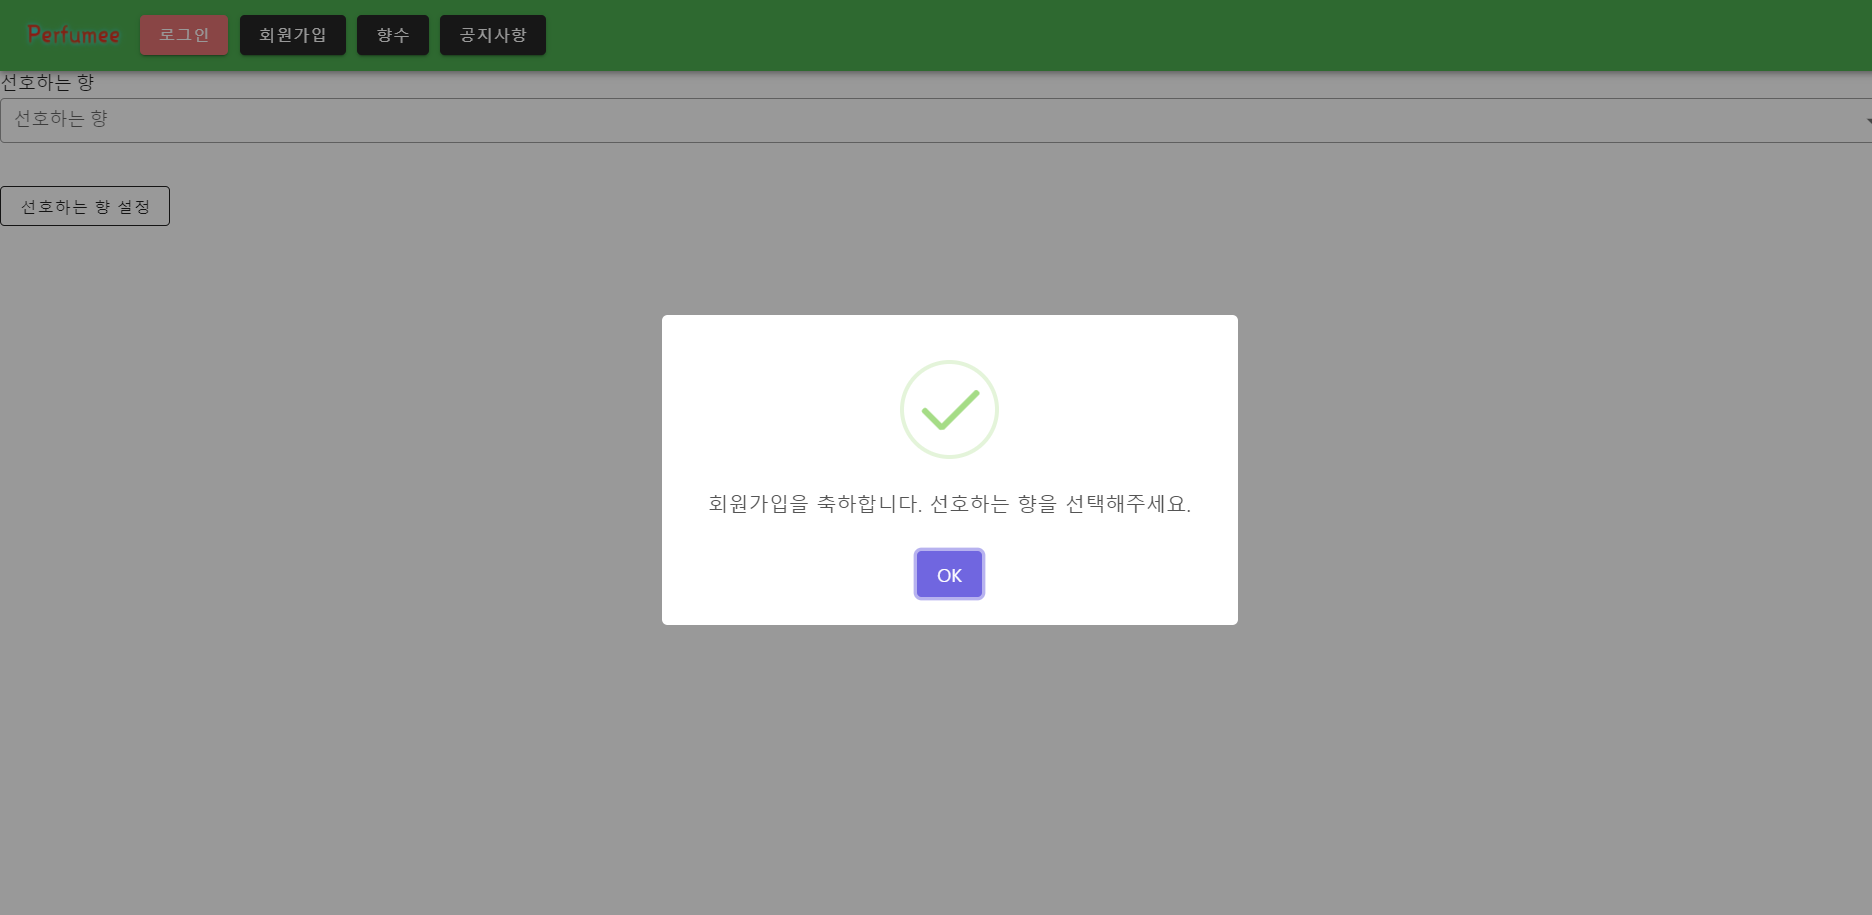 Perfumee 로그인 회원가입 향수 공지사항
선호하는 향
선호하는 향
선호하는 향 설정
회원가입을 축하합니다. 선호하는 향을 선택해주세요.
OK